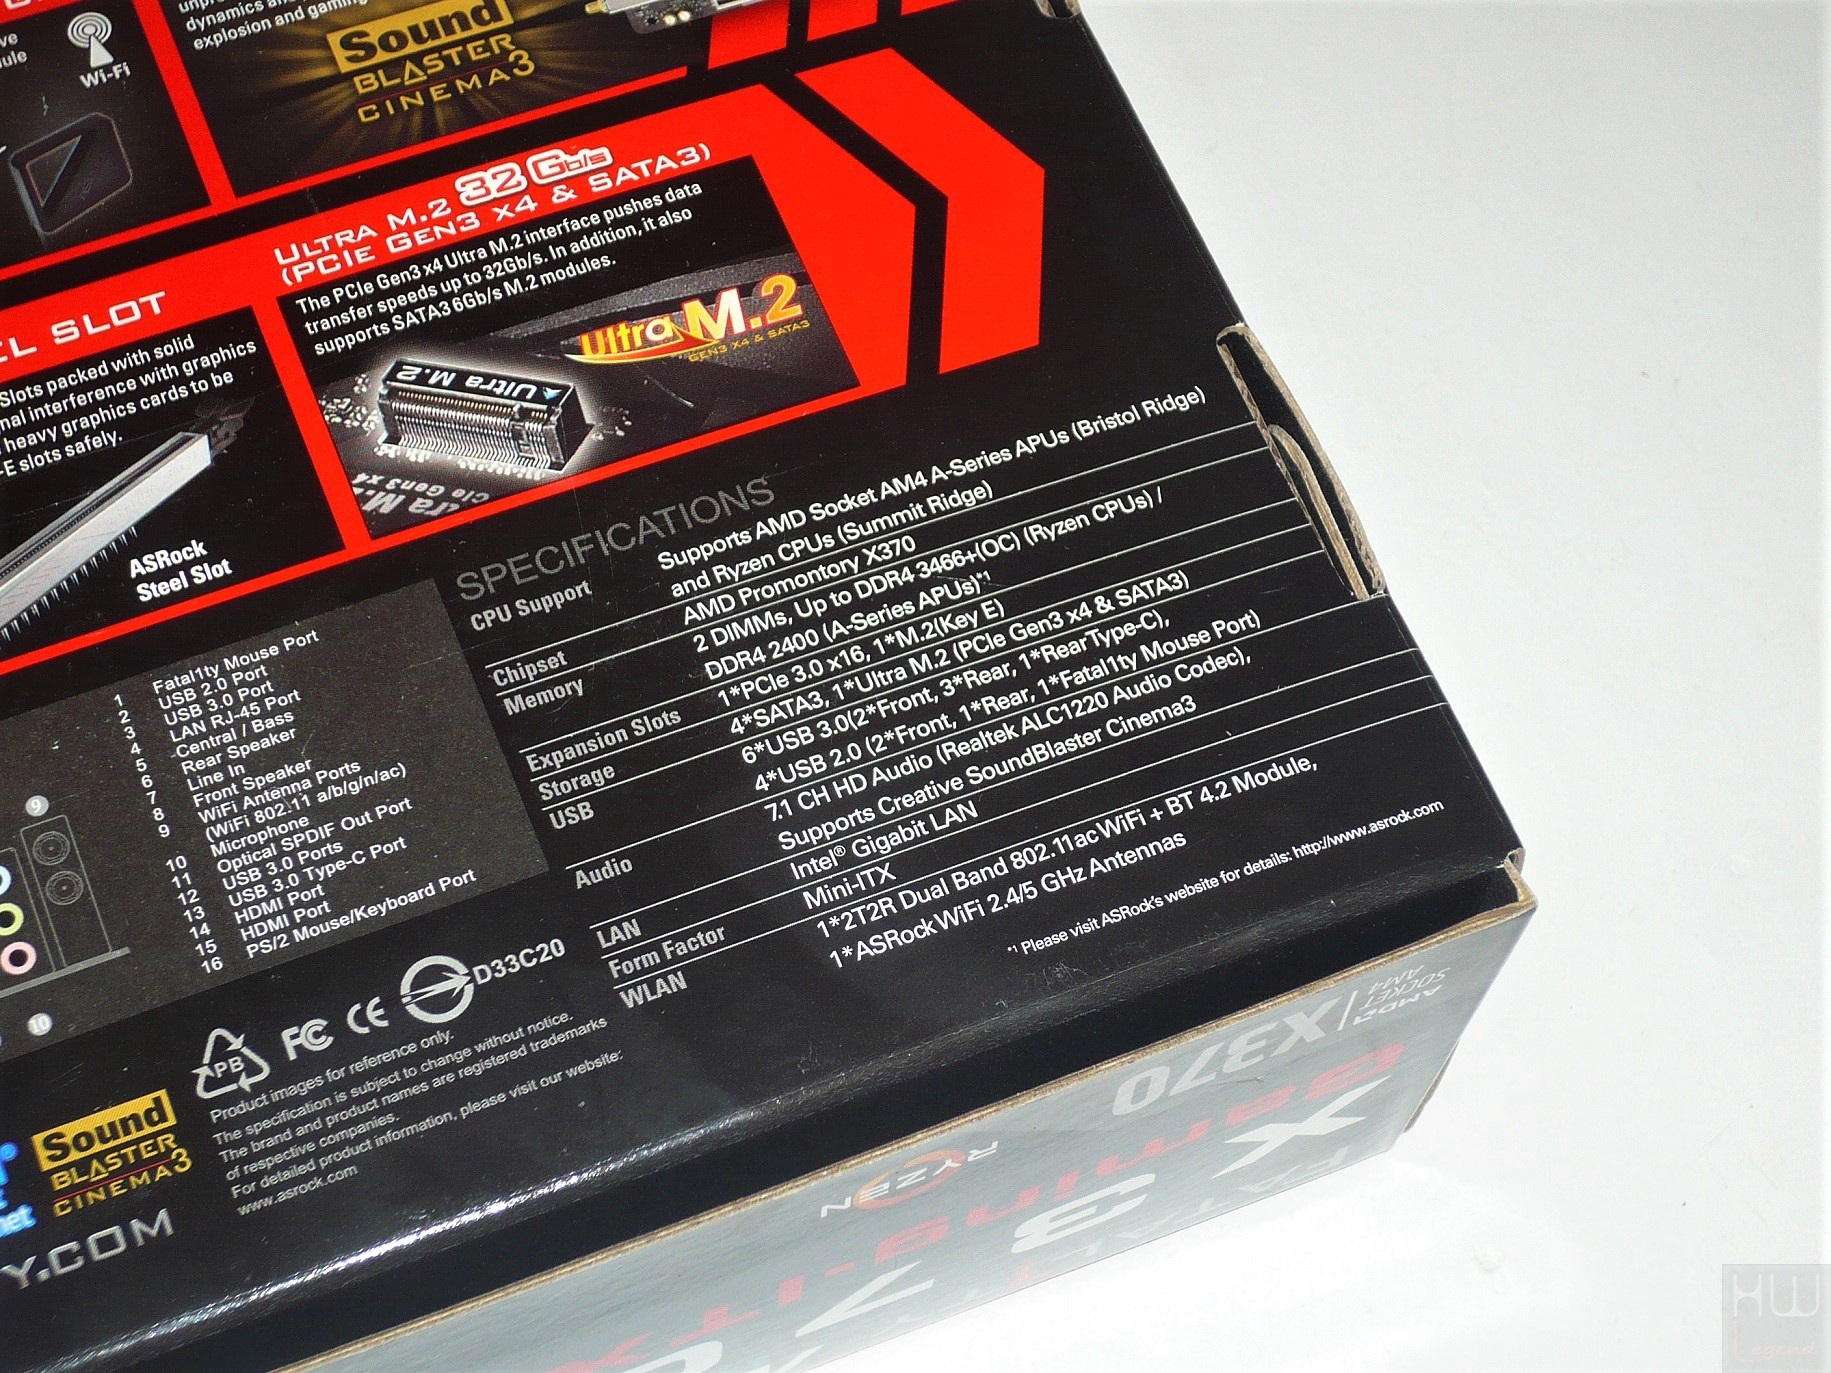 dynamics and
explosion and gaming
Wi-Fi
Sound
BLASTER
CINEMA 3
ULTRA M.2 32 Gb/s
(PCIE GEN3 X4 & SATA3)
The PCIe Gen3 x4 Ultra M.2 interface pushes data
transfer speeds up to 32Gb/s. In addition, it also
supports SATA3 6Gb/s M.2 modules.
Ultra M.2
GEN3 X4 & SATA3
Ultra M.2
SLOT
Slots packed with solid
interference with graphics
heavy graphics cards to be
-E slots safely.
ASRock
Steel Slot
SPECIFICATIONS
CPU Support Supports AMD Socket AM4 A-Series APUs (Bristol Ridge)
and Ryzen CPUs (Summit Ridge)
Chipset AMD Promontory X370
Memory 2 DIMMs, Up to DDR4 3466+(OC) (Ryzen CPUs) /
DDR4 2400 (A-Series APUs)*1
Expansion Slots 1*PCIe 3.0 x16, 1*M.2(Key E)
Storage 4*SATA3, 1*Ultra M.2 (PCIe Gen3 x4 & SATA3)
USB 6*USB 3.0(2*Front, 3*Rear, 1*RearType-C),
4*USB 2.0 (2*Front, 1*Rear, 1*Fatal1ty Mouse Port)
Audio 7.1 CH HD Audio (Realtek ALC1220 Audio Codec),
Supports Creative SoundBlaster Cinema3
LAN Intel® Gigabit LAN
Form Factor Mini-ITX
WLAN 1*2T2R Dual Band 802.11ac WiFi + BT 4.2 Module,
1*ASRock WiFi 2.4/5 GHz Antennas
*1 Please visit ASRock's website for details: http://www.asrock.com
1 Fatal1ty Mouse Port
2 USB 2.0 Port
3 USB 3.0 Port
4 LAN RJ-45 Port
5 Central / Bass
6 Rear Speaker
7 Line In
8 Front Speaker
9 WiFi Antenna Ports
(WiFi 802.11 a/b/g/n/ac)
10 Microphone
11 Optical SPDIF Out Port
12 USB 3.0 Ports
13 USB 3.0 Type-C Port
14 HDMI Port
15 HDMI Port
16 PS/2 Mouse/Keyboard Port
9
10
PB
FC CE D33C20
Product images for reference only.
The specification is subject to change without notice.
The brand and product names are registered trademarks
of respective companies.
For detailed product information, please visit our website:
www.asrock.com
Sound
BLASTER
CINEMA 3
Y.COM
AMD
SOCKET
AM4
X370
RYZEN
HW
Legend